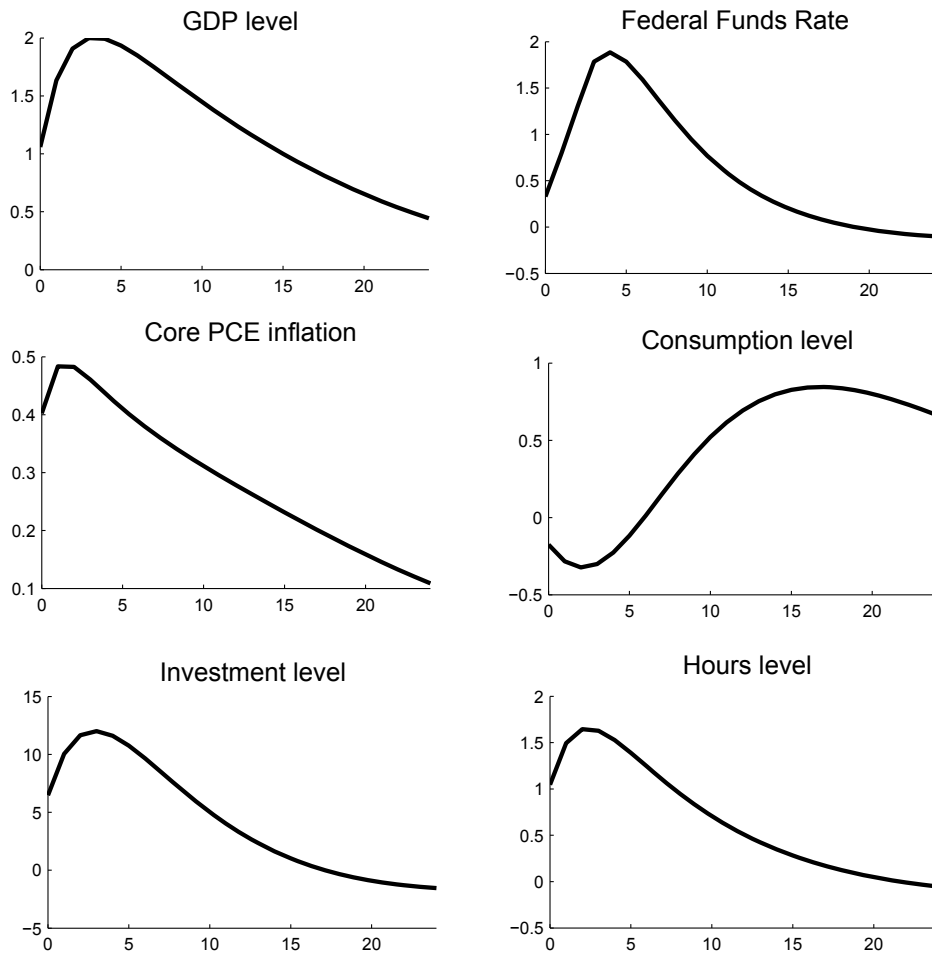 GDP level
2
1.5
1
0.5
0
0 5 10 15 20
Federal Funds Rate
2
1.5
1
0.5
0
−0.5
0 5 10 15 20
Core PCE inflation
0.5
0.4
0.3
0.2
0.1
0 5 10 15 20
Consumption level
1
0.5
0
−0.5
0 5 10 15 20
Investment level
15
10
5
0
−5
0 5 10 15 20
Hours level
2
1.5
1
0.5
0
−0.5
0 5 10 15 20